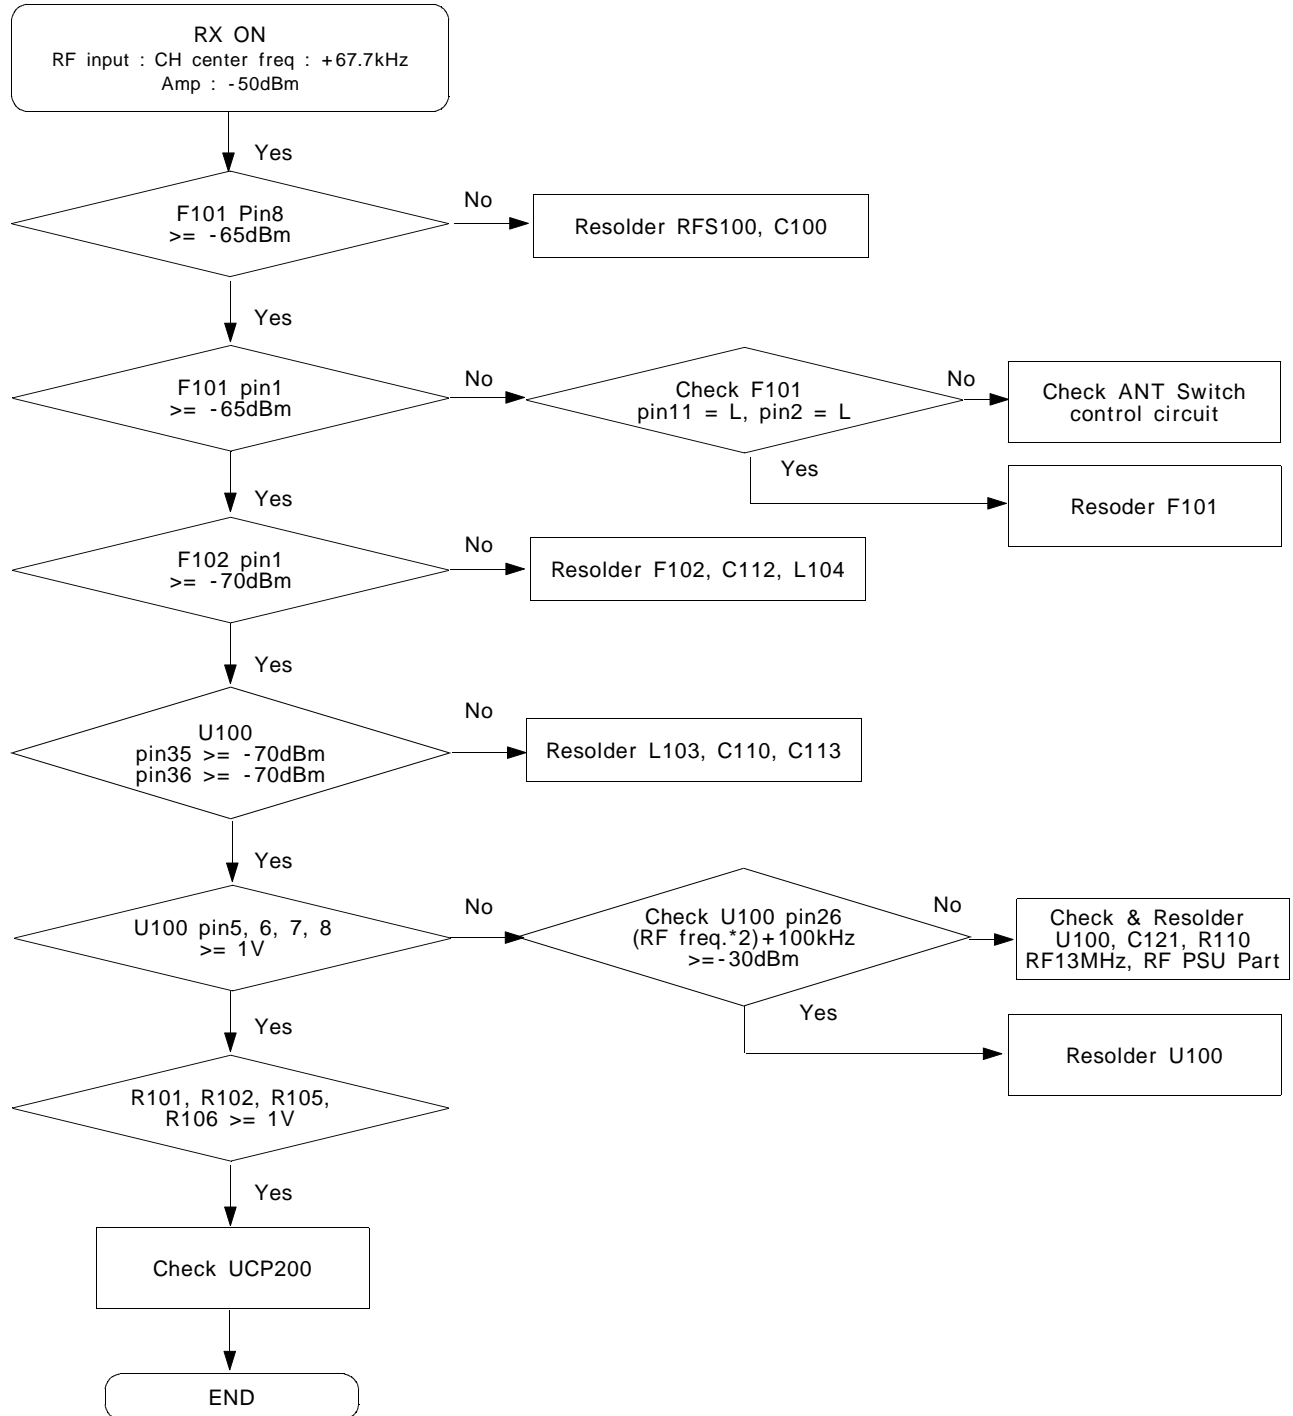 RX ON
RF input : CH center freq : +67.7kHz
Amp : -50dBm
Yes
F101 Pin8
>= -65dBm
No
Resolder RFS100, C100
Yes
F101 pin1
>= -65dBm
No
Check F101
pin11 = L, pin2 = L
No
Check ANT Switch
control circuit
Yes
Resoder F101
Yes
F102 pin1
>= -70dBm
No
Resolder F102, C112, L104
Yes
U100
pin35 >= -70dBm
pin36 >= -70dBm
No
Resolder L103, C110, C113
Yes
U100 pin5, 6, 7, 8
>= 1V
No
Check U100 pin26
(RF freq.*2)+100kHz
>=-30dBm
No
Check & Resolder
U100, C121, R110
RF13MHz, RF PSU Part
Yes
Resolder U100
Yes
R101, R102, R105,
R106 >= 1V
Yes
Check UCP200
END